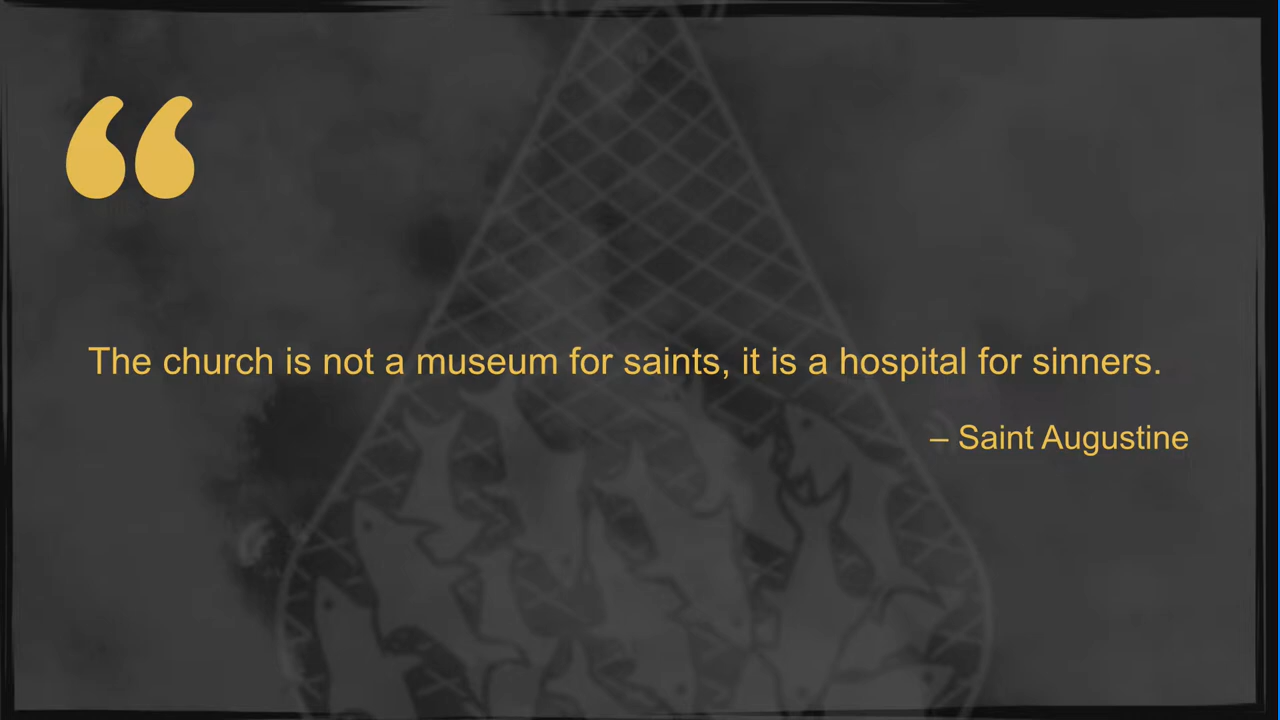 “
The church is not a museum for saints, it is a hospital for sinners.
– Saint Augustine